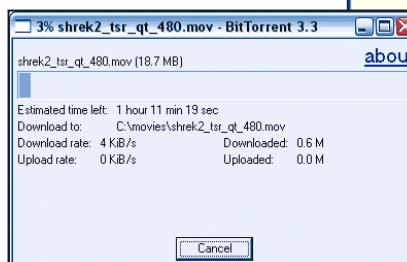 3% shrek2_tsr_qt_480.mov - BitTorrent 3.3
shrek2_tsr_qt_480.mov (18.7 MB)
abou
Estimated time left: 1 hour 11 min 19 sec
Download to: C:\movies\shrek2_tsr_qt_480.mov
Download rate: 4 KiB/s Downloaded: 0.6 M
Upload rate: 0 KiB/s Uploaded: 0.0 M
Cancel